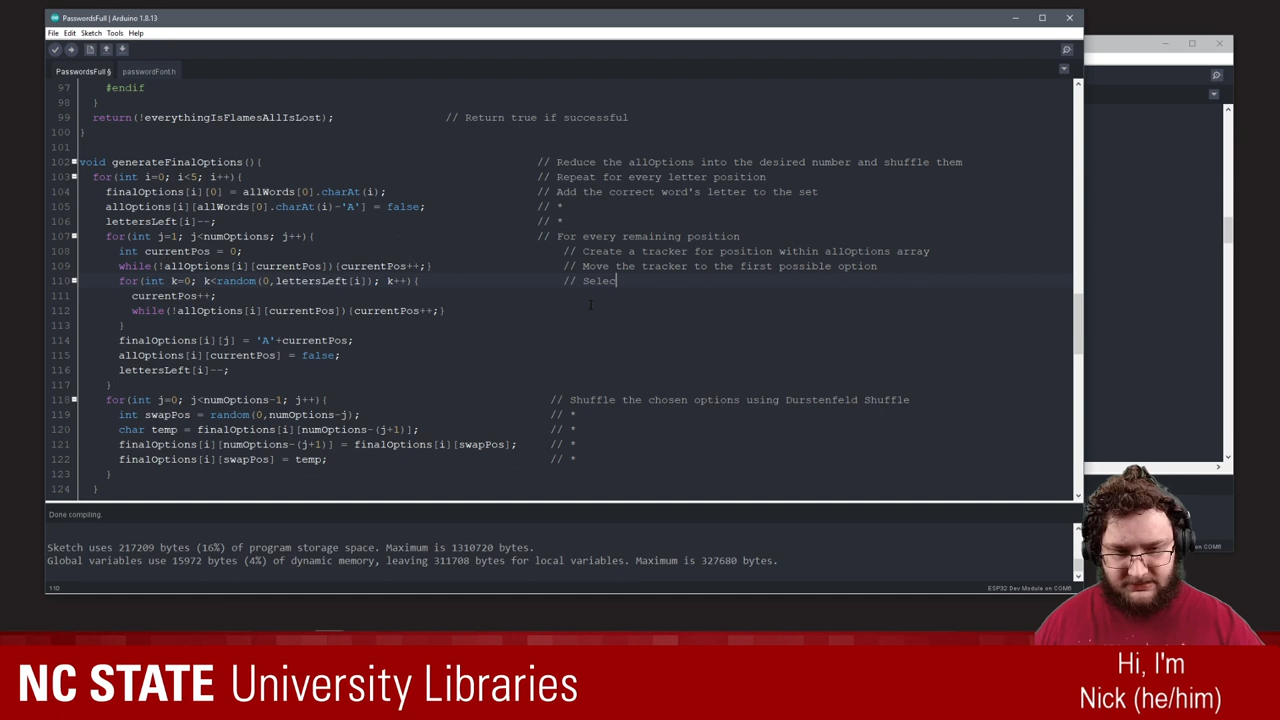 PasswordsFull | Arduino 1.8.13
File Edit Sketch Tools Help
PasswordsFull § passwordFont.h
97 #endif
98 }
99 return(!everythingIsFlamesAllIsLost); // Return true if successful
100 }
101
102 void generateFinalOptions(){ // Reduce the allOptions into the desired number and shuffle them
103 for(int i=0; i<5; i++){ // Repeat for every letter position
104 finalOptions[i][0] = allWords[0].charAt(i); // Add the correct word's letter to the set
105 allOptions[i][allWords[0].charAt(i)-'A'] = false; // *
106 lettersLeft[i]--; // *
107 for(int j=1; j<numOptions; j++){ // For every remaining position
108 int currentPos = 0; // Create a tracker for position within allOptions array
109 while(!allOptions[i][currentPos]){currentPos++;} // Move the tracker to the first possible option
110 for(int k=0; k<random(0,lettersLeft[i]); k++){ // Selec
111 currentPos++;
112 while(!allOptions[i][currentPos]){currentPos++;}
113 }
114 finalOptions[i][j] = 'A'+currentPos;
115 allOptions[i][currentPos] = false;
116 lettersLeft[i]--;
117 }
118 for(int j=0; j<numOptions-1; j++){ // Shuffle the chosen options using Durstenfeld Shuffle
119 int swapPos = random(0,numOptions-j); // *
120 char temp = finalOptions[i][numOptions-(j+1)]; // *
121 finalOptions[i][numOptions-(j+1)] = finalOptions[i][swapPos]; // *
122 finalOptions[i][swapPos] = temp; // *
123 }
124 }
Done compiling.
Sketch uses 217209 bytes (16%) of program storage space. Maximum is 1310720 bytes.
Global variables use 15972 bytes (4%) of dynamic memory, leaving 311708 bytes for local variables. Maximum is 327680 bytes.
110 ESP32 Dev Module on COM6
on COM6
NC STATE University Libraries
Hi, I'm
Nick (he/him)